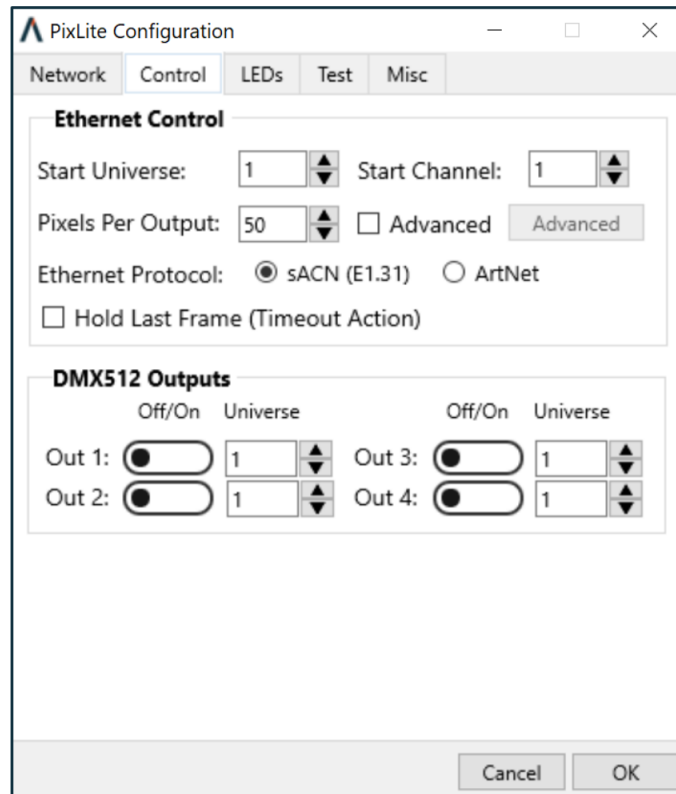 PixLite Configuration
Network Control LEDs Test Misc
Ethernet Control
Start Universe: 1 Start Channel: 1
Pixels Per Output: 50 Advanced Advanced
Ethernet Protocol: sACN (E1.31) ArtNet
Hold Last Frame (Timeout Action)
DMX512 Outputs
Off/On Universe Off/On Universe
Out 1: 1 Out 3: 1
Out 2: 1 Out 4: 1
Cancel OK